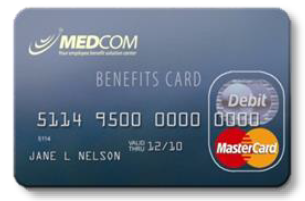 MEDCOM
Your employee benefit solution center
BENEFITS CARD
Debit
5114 9500 0000 0000
5114
VALID THRU 12/10
JANE L NELSON
MasterCard